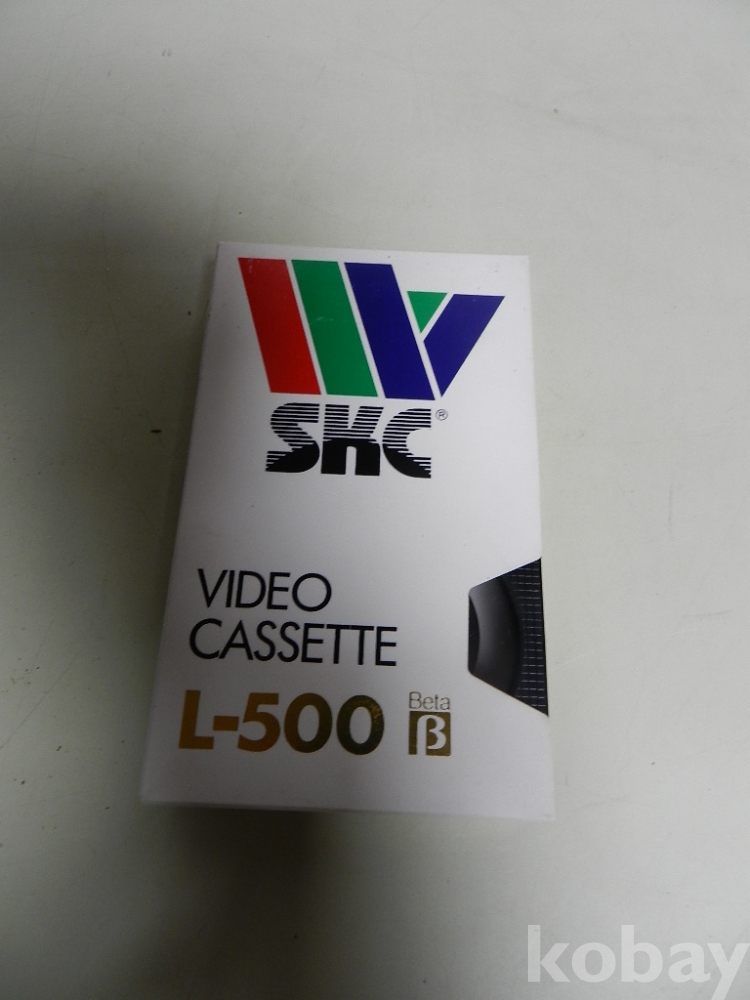 SKC®
VIDEO
CASSETTE
L-500 Beta
β
kobay